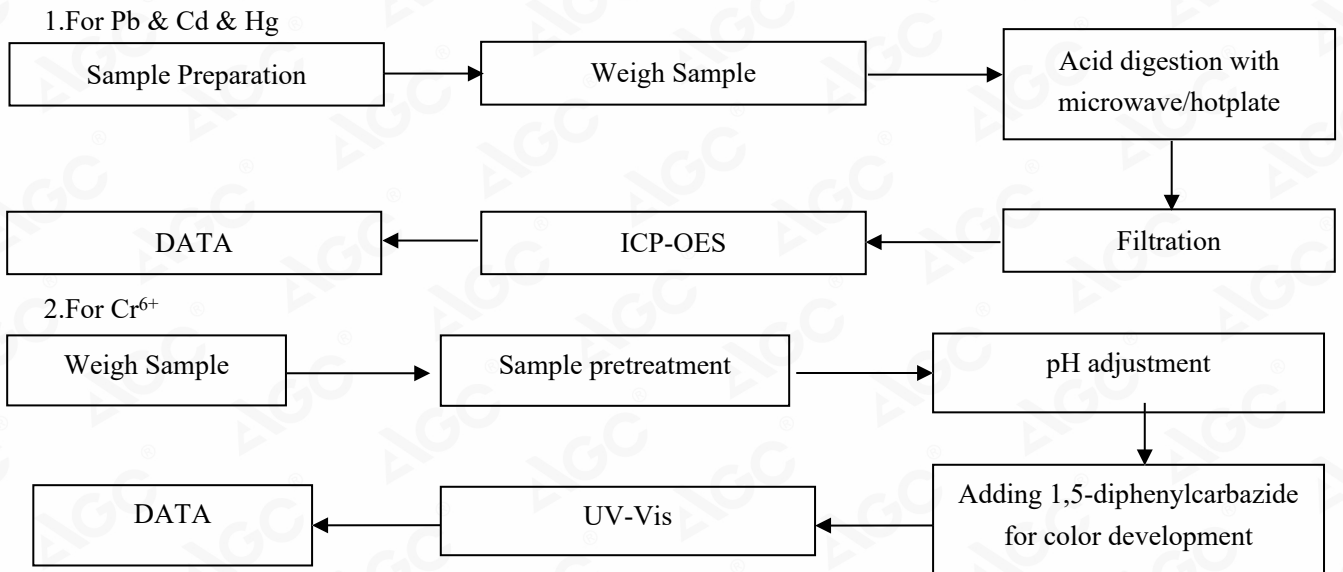 1.For Pb & Cd & Hg
Sample Preparation
Weigh Sample
Acid digestion with
microwave/hotplate
Filtration
ICP-OES
DATA
2.For Cr⁶⁺
Weigh Sample
Sample pretreatment
pH adjustment
Adding 1,5-diphenylcarbazide
for color development
UV-Vis
DATA
AGC®